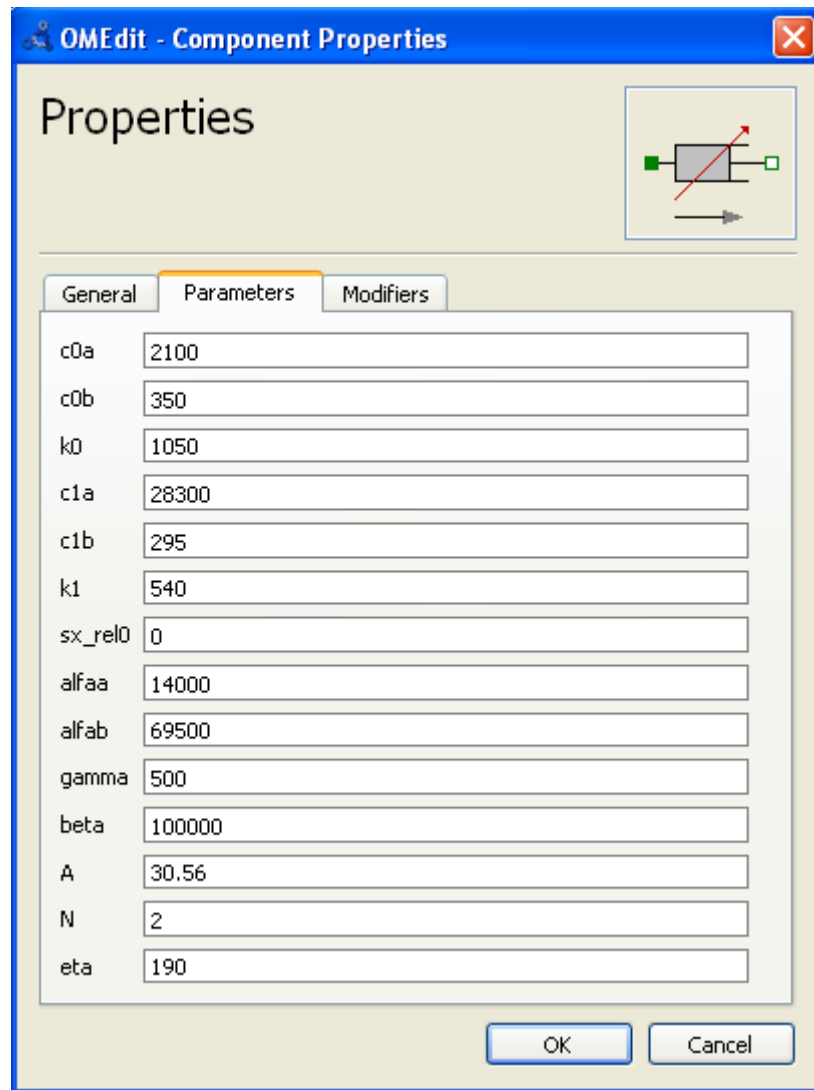 OMEdit - Component Properties
Properties
General Parameters Modifiers
c0a 2100
c0b 350
k0 1050
c1a 28300
c1b 295
k1 540
sx_rel0 0
alfaa 14000
alfab 69500
gamma 500
beta 100000
A 30.56
N 2
eta 190
OK Cancel